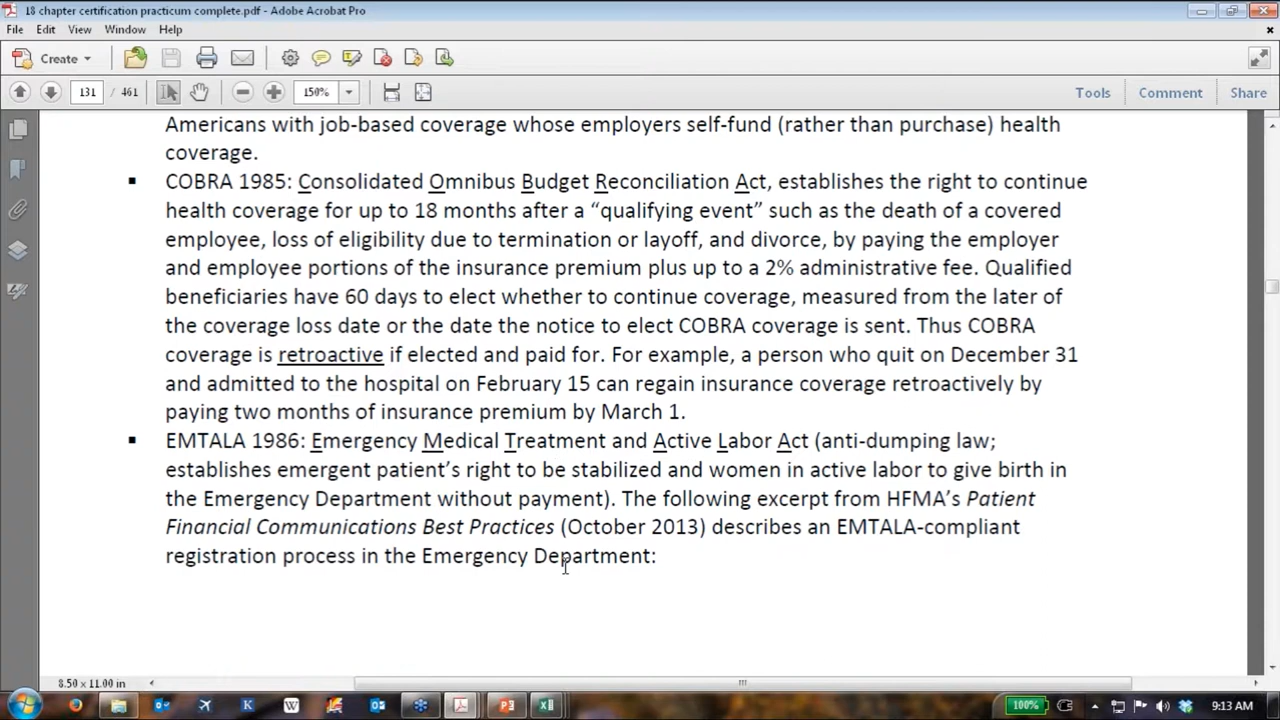 18 chapter certification practicum complete.pdf - Adobe Acrobat Pro
File Edit View Window Help
Create
131 / 461 150% Tools Comment Share
Americans with job-based coverage whose employers self-fund (rather than purchase) health
coverage.
▪ COBRA 1985: Consolidated Omnibus Budget Reconciliation Act, establishes the right to continue
health coverage for up to 18 months after a “qualifying event” such as the death of a covered
employee, loss of eligibility due to termination or layoff, and divorce, by paying the employer
and employee portions of the insurance premium plus up to a 2% administrative fee. Qualified
beneficiaries have 60 days to elect whether to continue coverage, measured from the later of
the coverage loss date or the date the notice to elect COBRA coverage is sent. Thus COBRA
coverage is retroactive if elected and paid for. For example, a person who quit on December 31
and admitted to the hospital on February 15 can regain insurance coverage retroactively by
paying two months of insurance premium by March 1.
▪ EMTALA 1986: Emergency Medical Treatment and Active Labor Act (anti-dumping law;
establishes emergent patient’s right to be stabilized and women in active labor to give birth in
the Emergency Department without payment). The following excerpt from HFMA’s Patient
Financial Communications Best Practices (October 2013) describes an EMTALA-compliant
registration process in the Emergency Department:
8.50 x 11.00 in
100% 9:13 AM